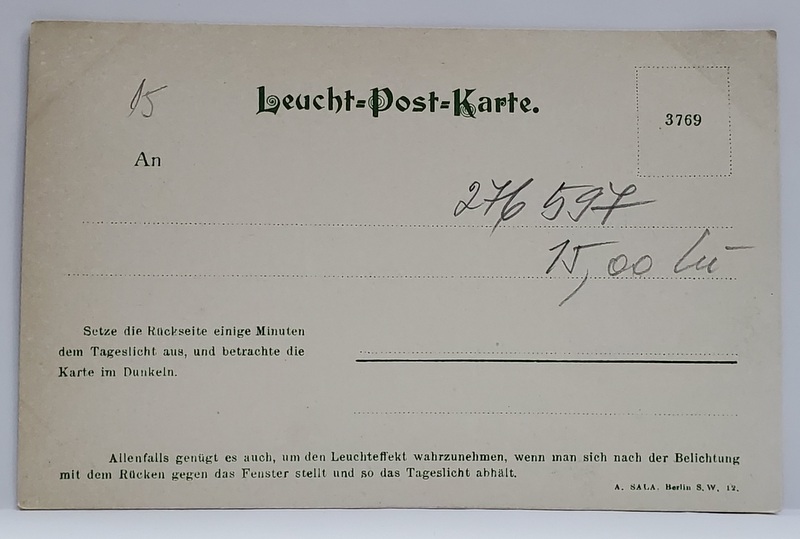 15
Leucht=Post=Karte.
3769
An
276 597
15,00
Setze die Rückseite einige Minuten
dem Tageslicht aus, und betrachte die
Karte im Dunkeln.
Allenfalls genügt es auch, um den Leuchteffekt wahrzunehmen, wenn man sich nach der Belichtung
mit dem Rücken gegen das Fenster stellt und so das Tageslicht abhält.
A. SALA. Berlin S.W. 12.